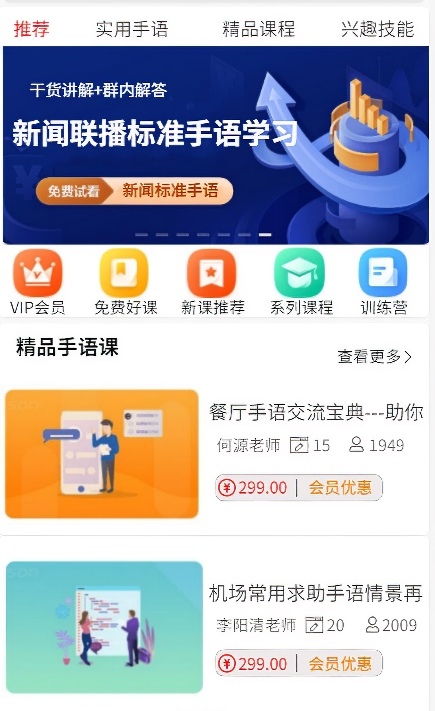 推荐 实用手语 精品课程 兴趣技能
干货讲解+群内解答
新闻联播标准手语学习
免费试看 新闻标准手语
VIP会员 免费好课 新课推荐 系列课程 训练营
精品手语课
查看更多>
餐厅手语交流宝典---助你
何源老师 15 1949
¥299.00 | 会员优惠
机场常用求助手语情景再
李阳清老师 20 2009
¥299.00 | 会员优惠